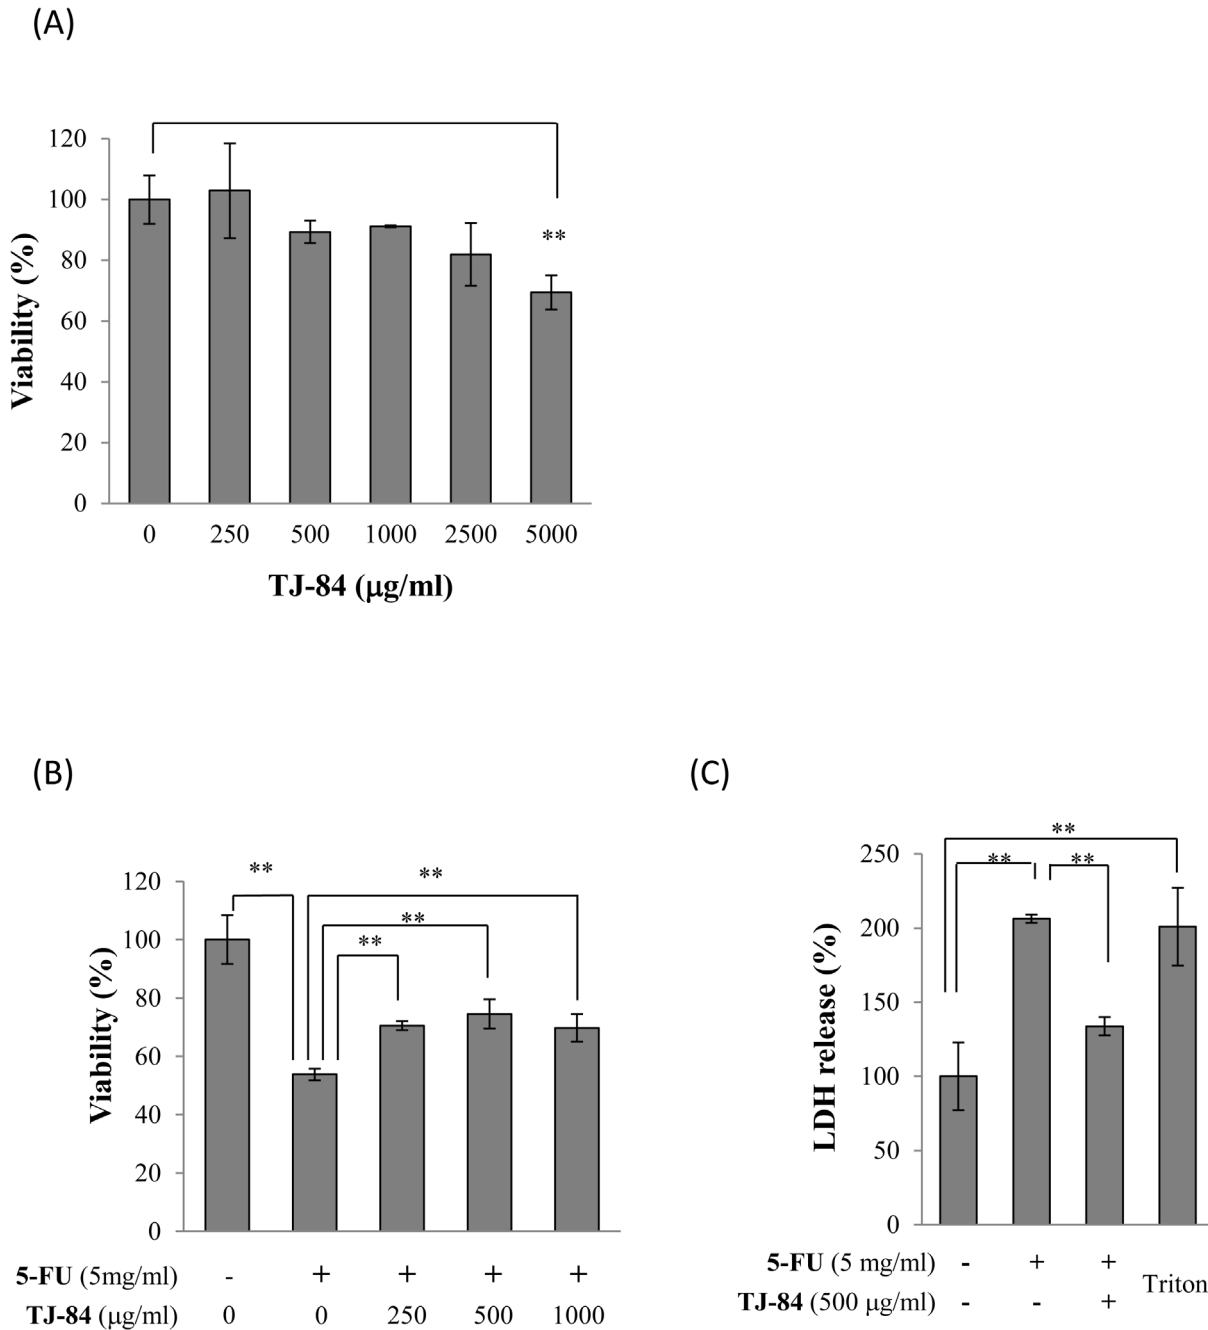 (A)
120
100
80
60
40
20
0
Viability (%)
**
0 250 500 1000 2500 5000
TJ-84 (μg/ml)
(B)
120
100
80
60
40
20
0
Viability (%)
**
**
**
**
5-FU (5mg/ml) - + + + +
TJ-84 (μg/ml) 0 0 250 500 1000
(C)
250
200
150
100
50
0
LDH release (%)
**
** **
5-FU (5 mg/ml) - + +
TJ-84 (500 μg/ml) - - +
Triton